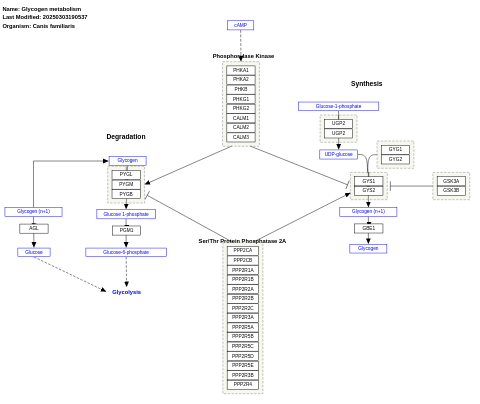 Name: Glycogen metabolism
Last Modified: 20250303190537
Organism: Canis familiaris
cAMP
Phosphorylase Kinase
PHKA1
PHKA2
PHKB
PHKG1
PHKG2
CALM1
CALM2
CALM3
Synthesis
Glucose-1-phosphate
UGP2
UGP2
UDP-glucose
GYG1
GYG2
GYS1
GYS2
GSK3A
GSK3B
Glycogen (n+1)
GBE1
Glycogen
Degradation
Glycogen
PYGL
PYGM
PYGB
Glucose 1-phosphate
PGM1
Glucose-6-phosphate
Glycolysis
Glycogen (n+1)
AGL
Glucose
Ser/Thr Protein Phosphatase 2A
PPP2CA
PPP2CB
PPP2R1A
PPP2R1B
PPP2R2A
PPP2R2B
PPP2R2C
PPP2R3A
PPP2R5A
PPP2R5B
PPP2R5C
PPP2R5D
PPP2R5E
PPP2R3B
PPP2R4